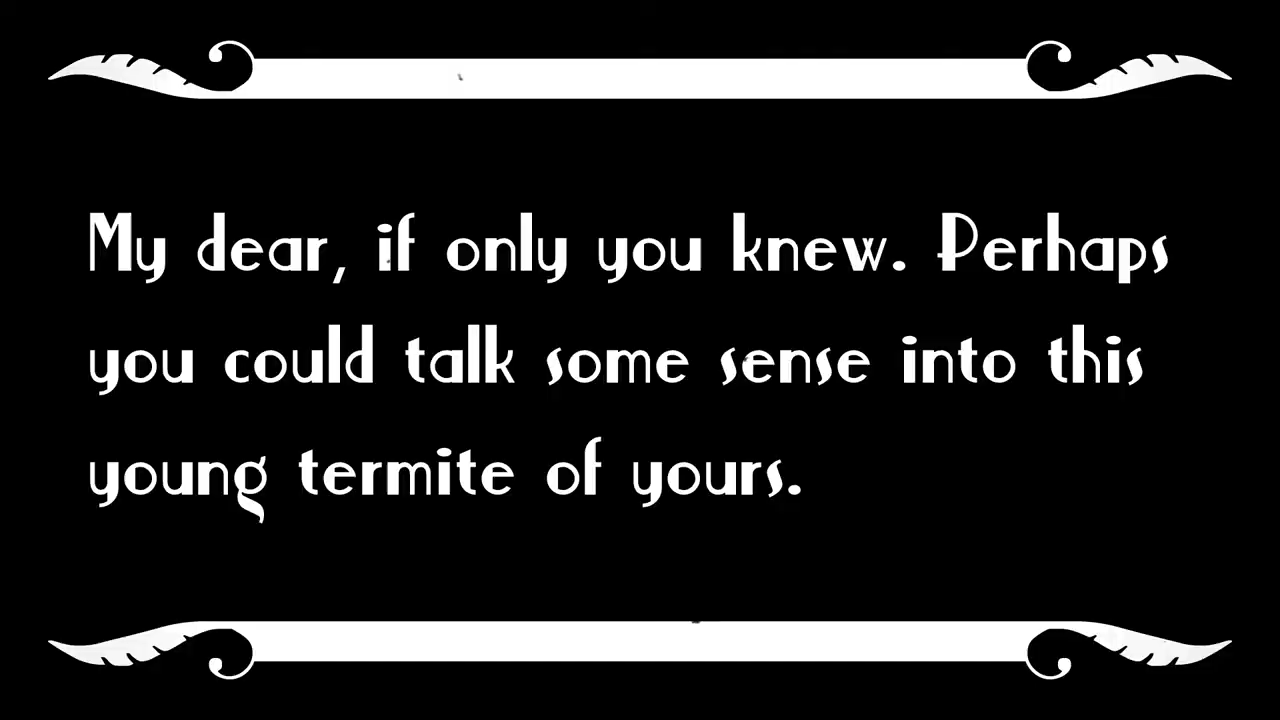 My dear, if only you knew. Perhaps
you could talk some sense into this
young termite of yours.